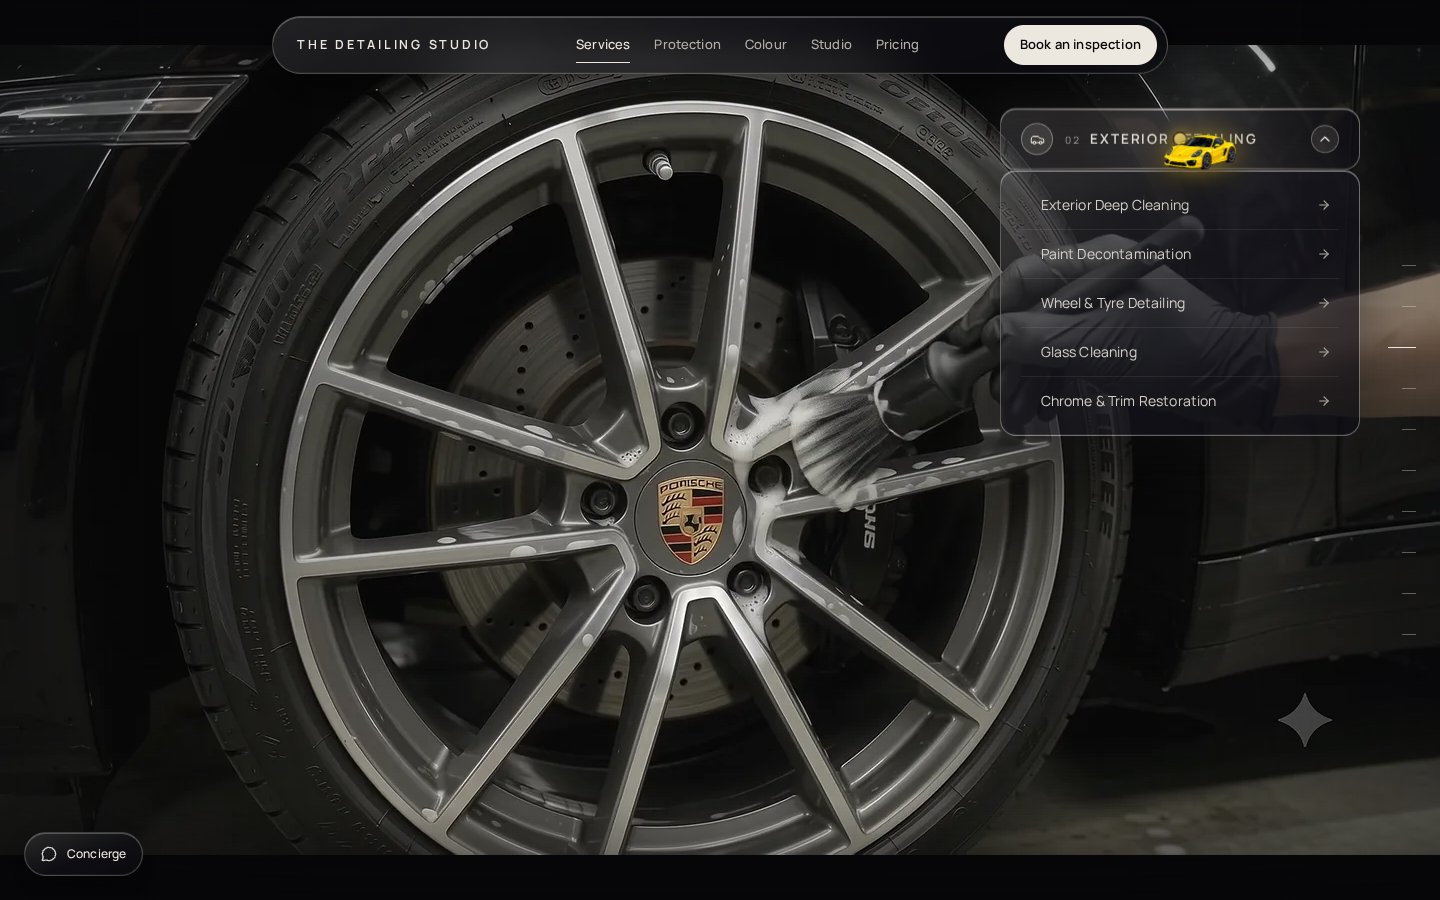 THE DETAILING STUDIO
Services
Protection
Colour
Studio
Pricing
Book an inspection
02
EXTERIOR
Exterior Deep Cleaning
Paint Decontamination
Wheel & Tyre Detailing
Glass Cleaning
Chrome & Trim Restoration
Concierge